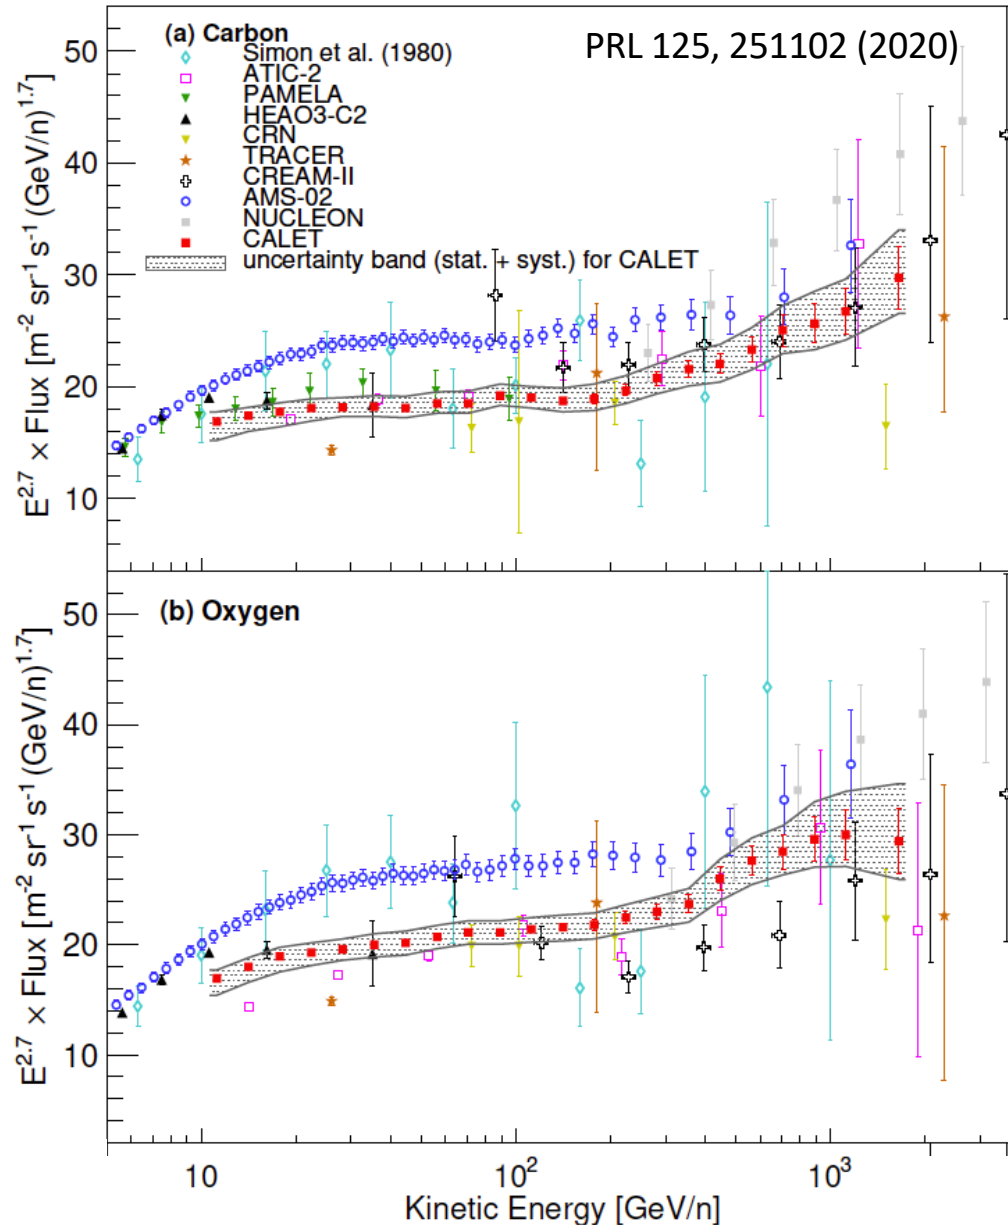 PRL 125, 251102 (2020)
(a) Carbon
Simon et al. (1980)
ATIC-2
PAMELA
HEAO3-C2
CRN
TRACER
CREAM-II
AMS-02
NUCLEON
CALET
uncertainty band (stat. + syst.) for CALET
50
40
30
20
10
E^2.7 × Flux [m^-2 sr^-1 s^-1 (GeV/n)^1.7]
(b) Oxygen
50
40
30
20
10
E^2.7 × Flux [m^-2 sr^-1 s^-1 (GeV/n)^1.7]
10 10^2 10^3
Kinetic Energy [GeV/n]